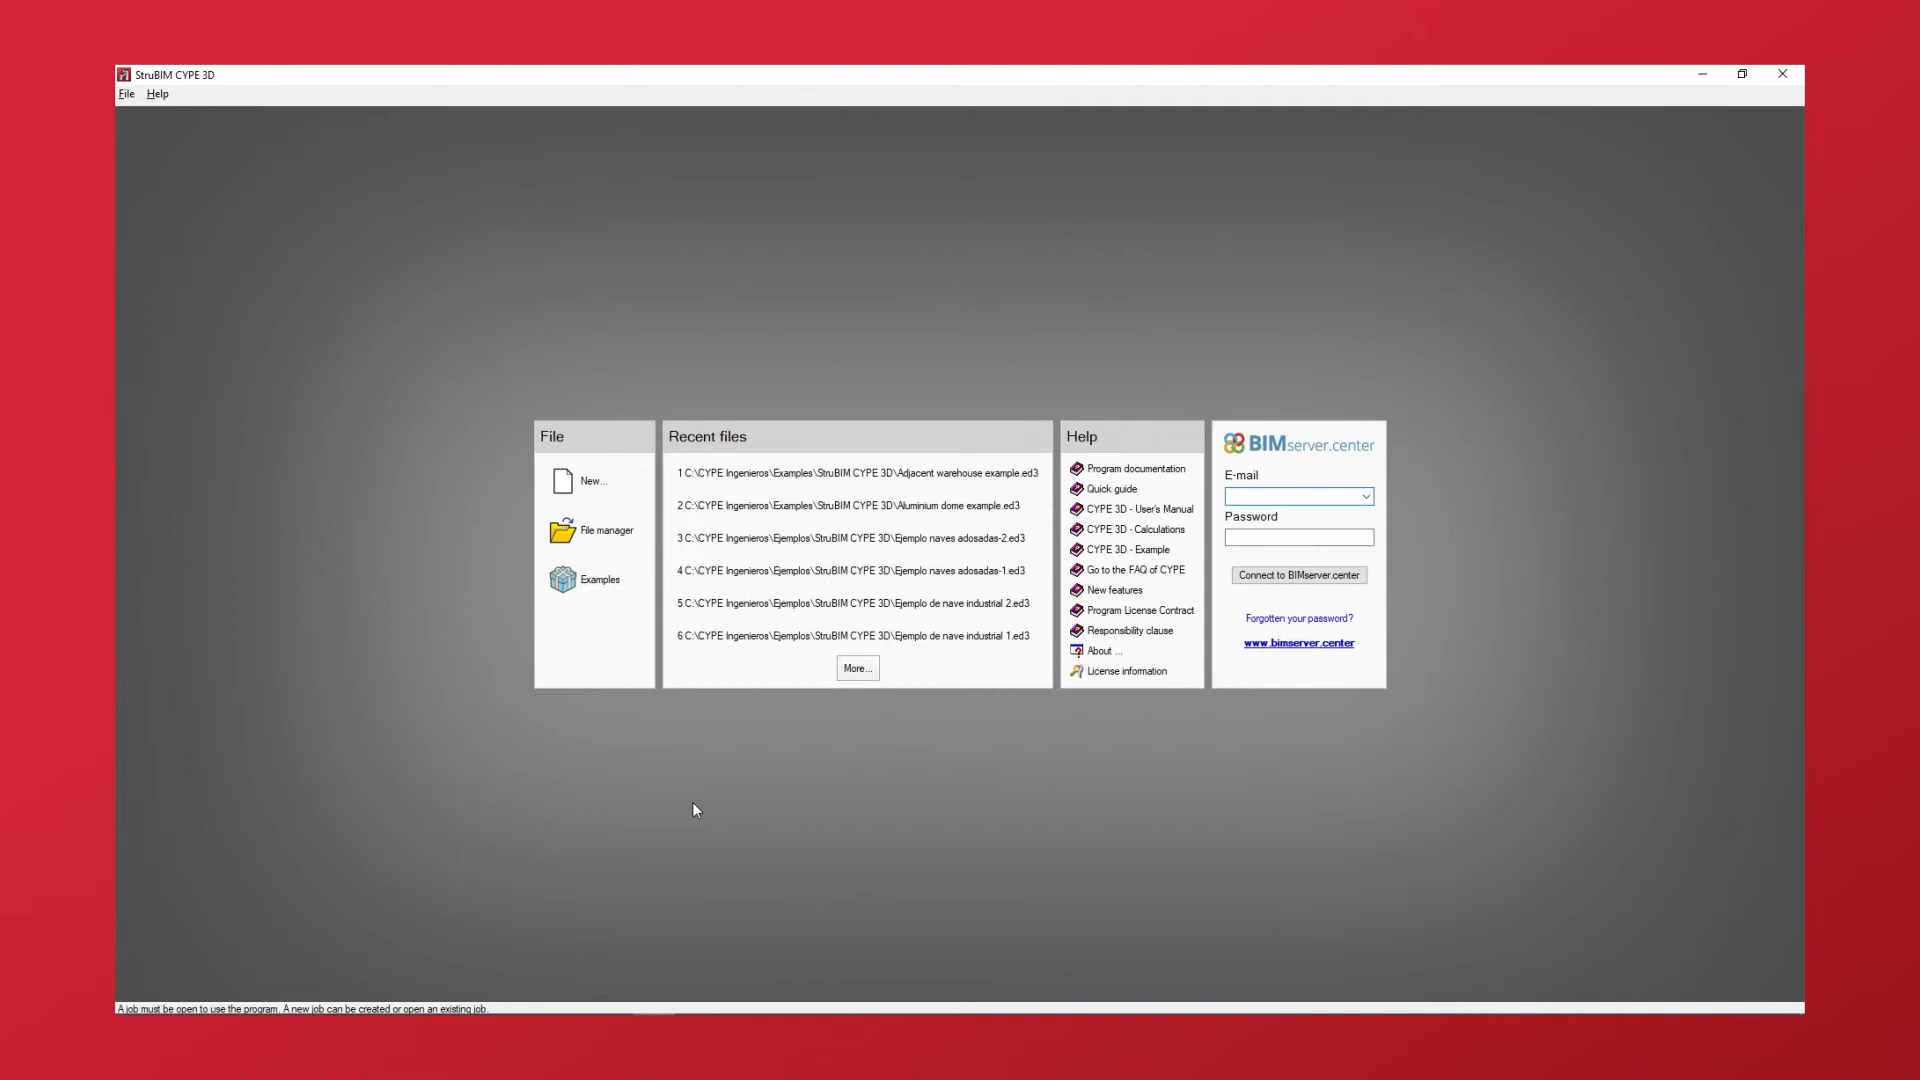 StruBIM CYPE 3D
File Help
File
New...
File manager
Examples
Recent files
1 C:\CYPE Ingenieros\Examples\StruBIM CYPE 3D\Adjacent warehouse example.ed3
2 C:\CYPE Ingenieros\Examples\StruBIM CYPE 3D\Aluminium dome example.ed3
3 C:\CYPE Ingenieros\Ejemplos\StruBIM CYPE 3D\Ejemplo naves adosadas-2.ed3
4 C:\CYPE Ingenieros\Ejemplos\StruBIM CYPE 3D\Ejemplo naves adosadas-1.ed3
5 C:\CYPE Ingenieros\Ejemplos\StruBIM CYPE 3D\Ejemplo de nave industrial 2.ed3
6 C:\CYPE Ingenieros\Ejemplos\StruBIM CYPE 3D\Ejemplo de nave industrial 1.ed3
More...
Help
Program documentation
Quick guide
CYPE 3D - User's Manual
CYPE 3D - Calculations
CYPE 3D - Example
Go to the FAQ of CYPE
New features
Program License Contract
Responsibility clause
About ...
License information
BIMserver.center
E-mail
Password
Connect to BIMserver.center
Forgotten your password?
www.bimserver.center
A job must be open to use the program. A new job can be created or open an existing job.